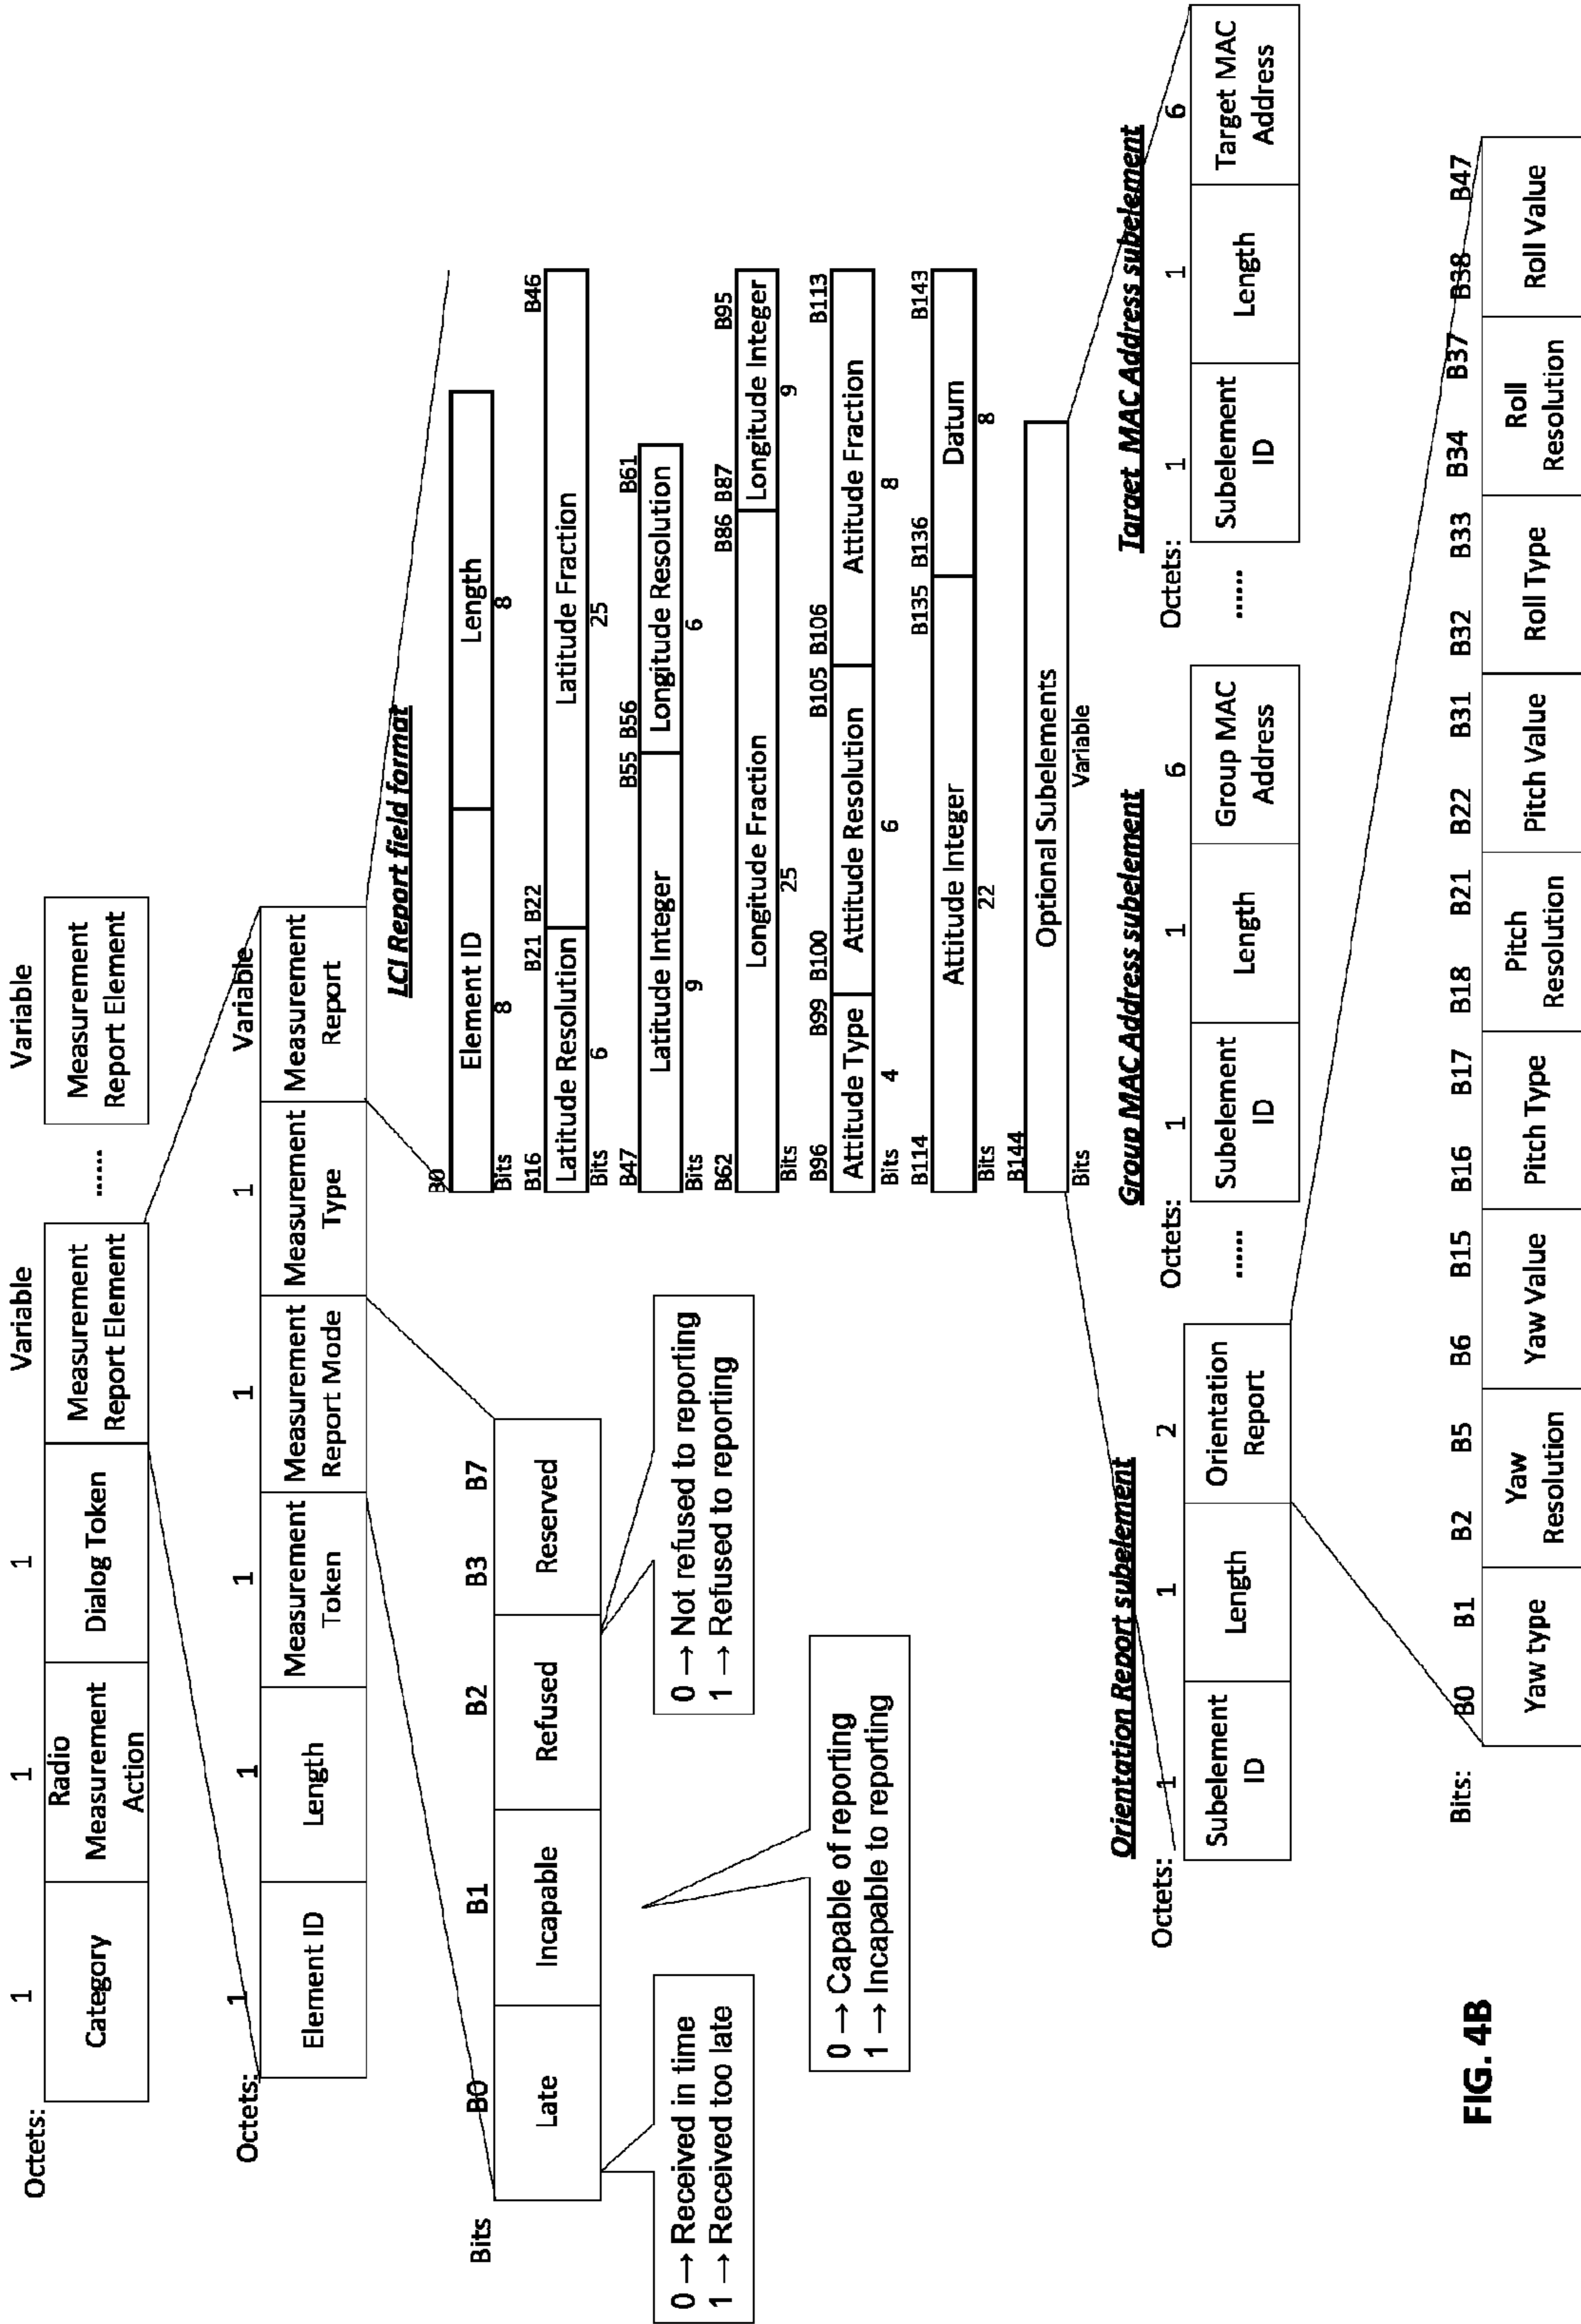 Octets: 1 1 1 Variable Variable
Category
Radio
Measurement
Action
Dialog Token
Measurement
Report Element
......
Measurement
Report Element
Octets: 1 1 1 1 1 Variable
Element ID
Length
Measurement
Token
Measurement
Report Mode
Measurement
Type
Measurement
Report
Bits B0 B1 B2 B3 B7
Late
Incapable
Refused
Reserved
0 → Received in time
1 → Received too late
0 → Capable of reporting
1 → Incapable to reporting
0 → Not refused to reporting
1 → Refused to reporting
LCI Report field format
B0
Element ID Length
Bits 8 8
B16 B21 B22 B46
Latitude Resolution Latitude Fraction
Bits 6 25
B47 B55 B56 B61
Latitude Integer Longitude Resolution
Bits 9 6
B62 B86 B87 B95
Longitude Fraction Longitude Integer
Bits 25 9
B96 B99 B100 B105 B106 B113
Attitude Type Attitude Resolution Attitude Fraction
Bits 4 6 8
B114 B135 B136 B143
Attitude Integer Datum
Bits 22 8
B144
Optional Subelements
Bits Variable
Orientation Report subelement
Octets: 1 1 2
Subelement
ID
Length
Orientation
Report
......
Group MAC Address subelement
Octets: 1 1 6
Subelement
ID
Length
Group MAC
Address
......
Target MAC Address subelement
Octets: 1 1 6
Subelement
ID
Length
Target MAC
Address
Bits: B0 B1 B2 B5 B6 B15 B16 B17 B18 B21 B22 B31 B32 B33 B34 B37 B38 B47
Yaw type
Yaw
Resolution
Yaw Value
Pitch Type
Pitch
Resolution
Pitch Value
Roll Type
Roll
Resolution
Roll Value
FIG. 4B